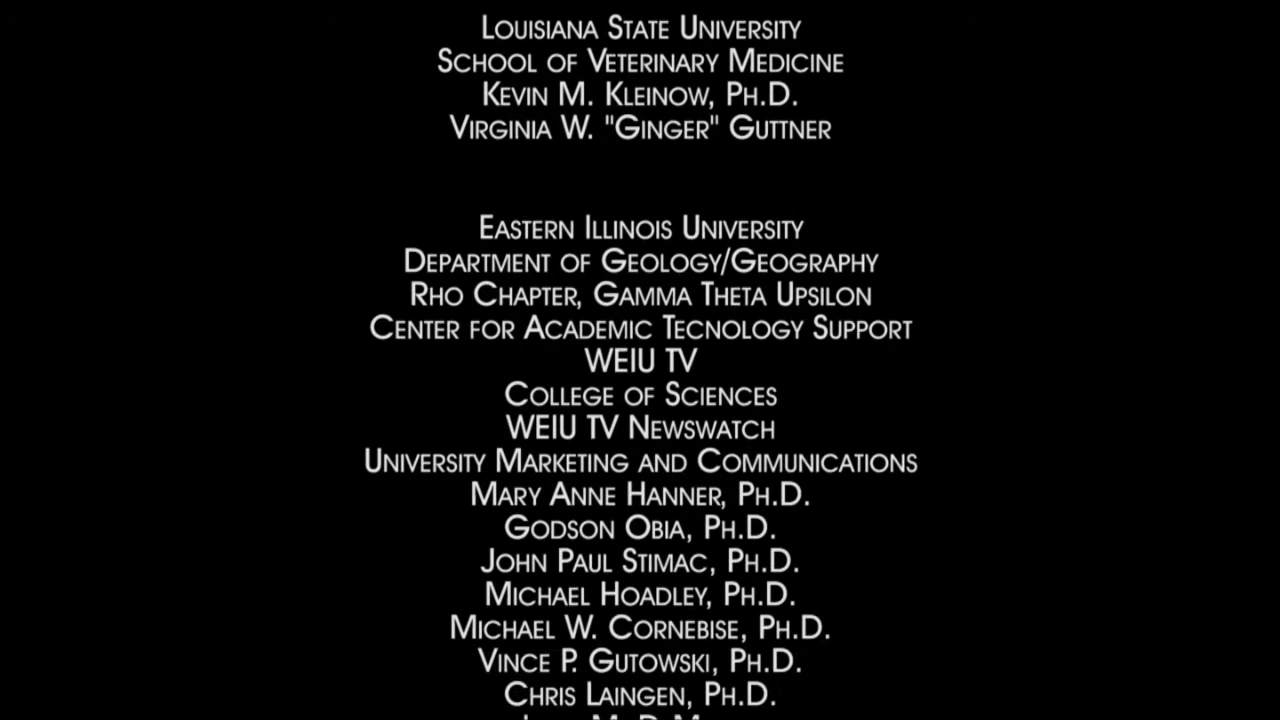 Louisiana State University
School of Veterinary Medicine
Kevin M. Kleinow, Ph.D.
Virginia W. "Ginger" Guttner
Eastern Illinois University
Department of Geology/Geography
Rho Chapter, Gamma Theta Upsilon
Center for Academic Tecnology Support
WEIU TV
College of Sciences
WEIU TV Newswatch
University Marketing and Communications
Mary Anne Hanner, Ph.D.
Godson Obia, Ph.D.
John Paul Stimac, Ph.D.
Michael Hoadley, Ph.D.
Michael W. Cornebise, Ph.D.
Vince P. Gutowski, Ph.D.
Chris Laingen, Ph.D.